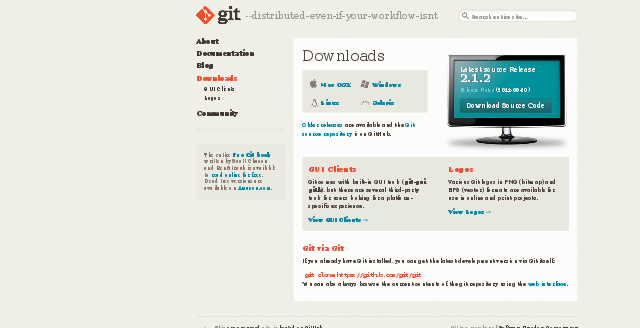 git --distributed-even-if-your-workflow-isnt
Search entire site...
About
Documentation
Blog
Downloads
GUI Clients
Logos
Community
The entire Pro Git book
written by Scott Chacon
and Ben Straub is available
to read online for free.
Dead tree versions are
available on Amazon.com.
Downloads
Mac OS X
Windows
Linux
Solaris
Older releases are available and the Git
source repository is on GitHub.
Latest source Release
2.1.2
Release Notes
Download Source Code
GUI Clients
Git comes with built-in GUI tools (git-gui,
gitk), but there are several third-party
tools for users looking for a platform-
specific experience.
View GUI Clients →
Logos
Various Git logos in PNG (bitmap) and
EPS (vector) formats are available for
use in online and print projects.
View Logos →
Git via Git
If you already have Git installed, you can get the latest development version via Git itself:
git clone https://github.com/git/git
You can also always browse the current contents of the git repository using the web interface.